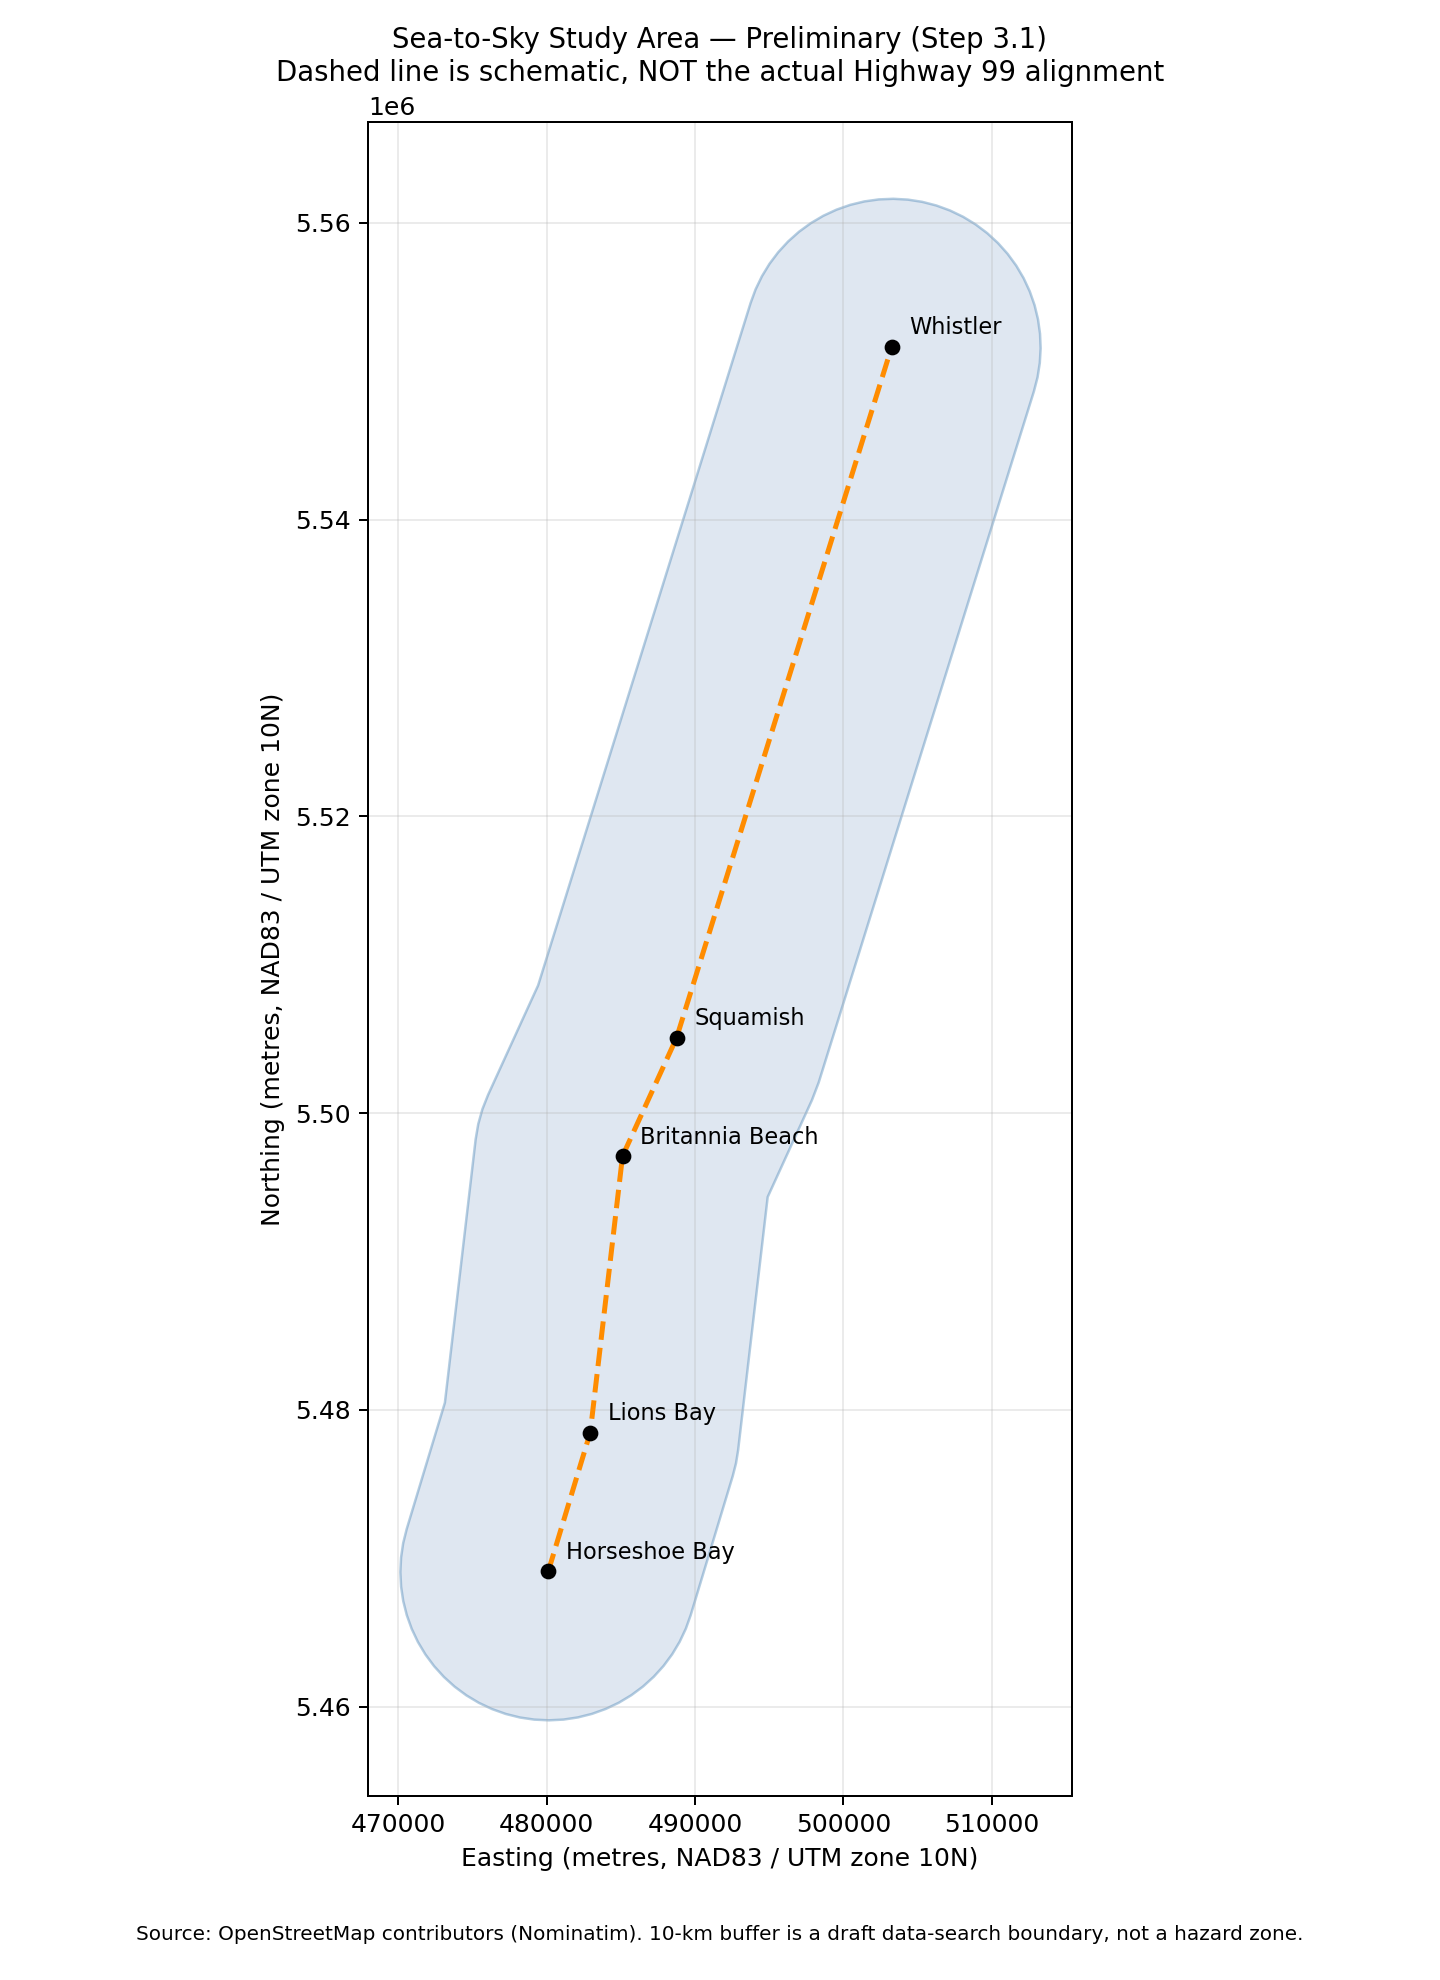 Sea-to-Sky Study Area — Preliminary (Step 3.1)
Dashed line is schematic, NOT the actual Highway 99 alignment
1e6
5.56
Whistler
5.54
5.52
Squamish
5.50
Britannia Beach
Northing (metres, NAD83 / UTM zone 10N)
5.48
Lions Bay
Horseshoe Bay
5.46
470000 480000 490000 500000 510000
Easting (metres, NAD83 / UTM zone 10N)
Source: OpenStreetMap contributors (Nominatim). 10-km buffer is a draft data-search boundary, not a hazard zone.